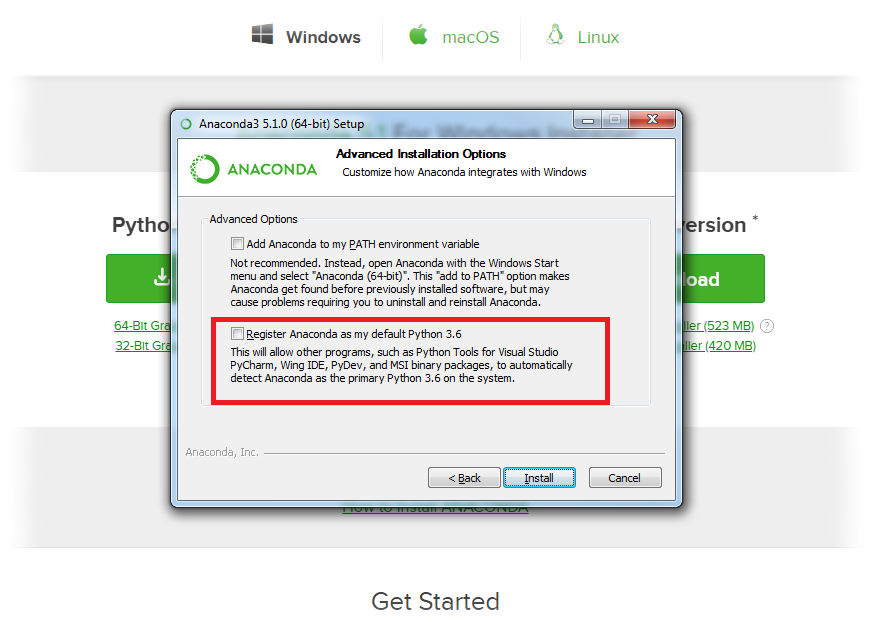 Windows
macOS
Linux
Anaconda3 5.1.0 (64-bit) Setup
For Windows
ANACONDA
Advanced Installation Options
Customize how Anaconda integrates with Windows
Advanced Options
Add Anaconda to my PATH environment variable
Not recommended. Instead, open Anaconda with the Windows Start
menu and select "Anaconda (64-bit)". This "add to PATH" option makes
Anaconda get found before previously installed software, but may
cause problems requiring you to uninstall and reinstall Anaconda.
Register Anaconda as my default Python 3.6
This will allow other programs, such as Python Tools for Visual Studio
PyCharm, Wing IDE, PyDev, and MSI binary packages, to automatically
detect Anaconda as the primary Python 3.6 on the system.
Anaconda, Inc.
< Back
Install
Cancel
Pytho
ersion *
load
64-Bit Gra
ller (523 MB) ?
32-Bit Gra
ller (420 MB)
How to Install ANACONDA
Get Started